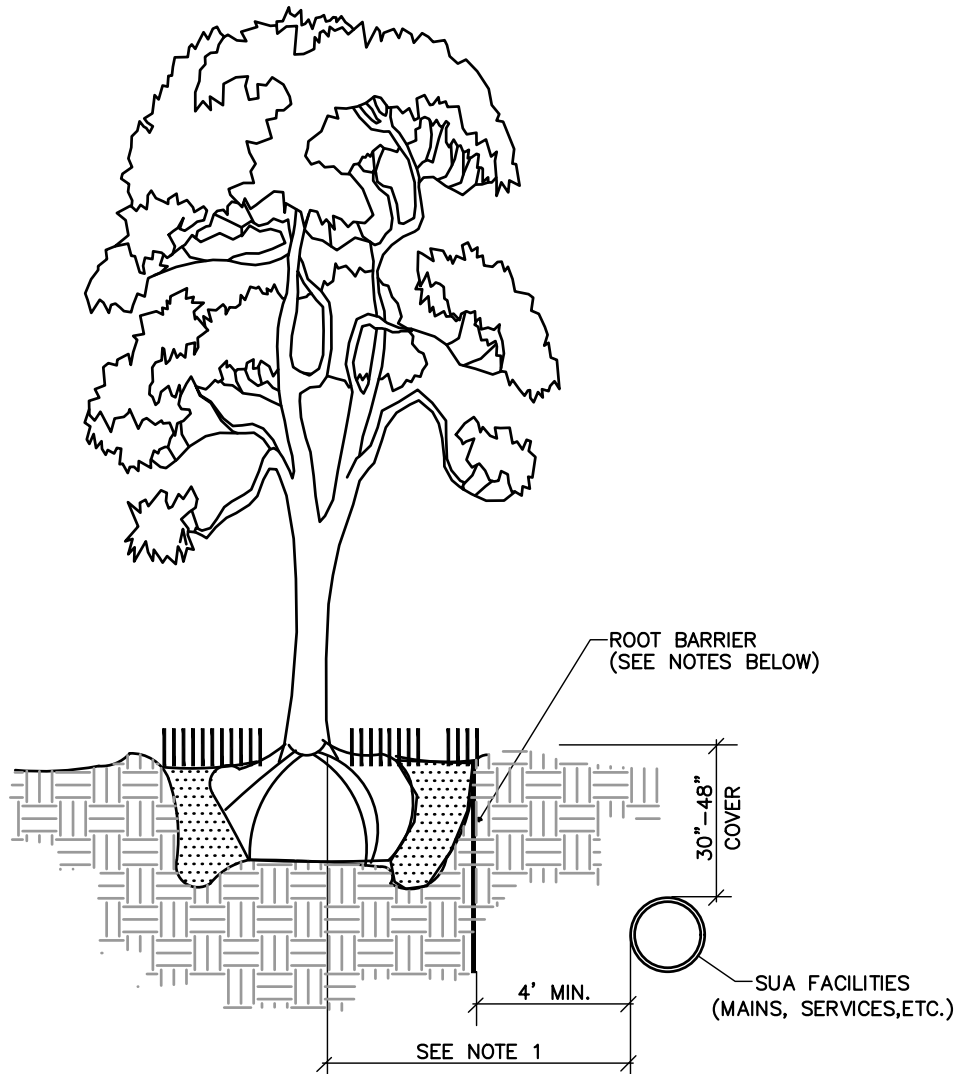 ROOT BARRIER
(SEE NOTES BELOW)
30"-48"
COVER
SUA FACILITIES
(MAINS, SERVICES,ETC.)
4' MIN.
SEE NOTE 1